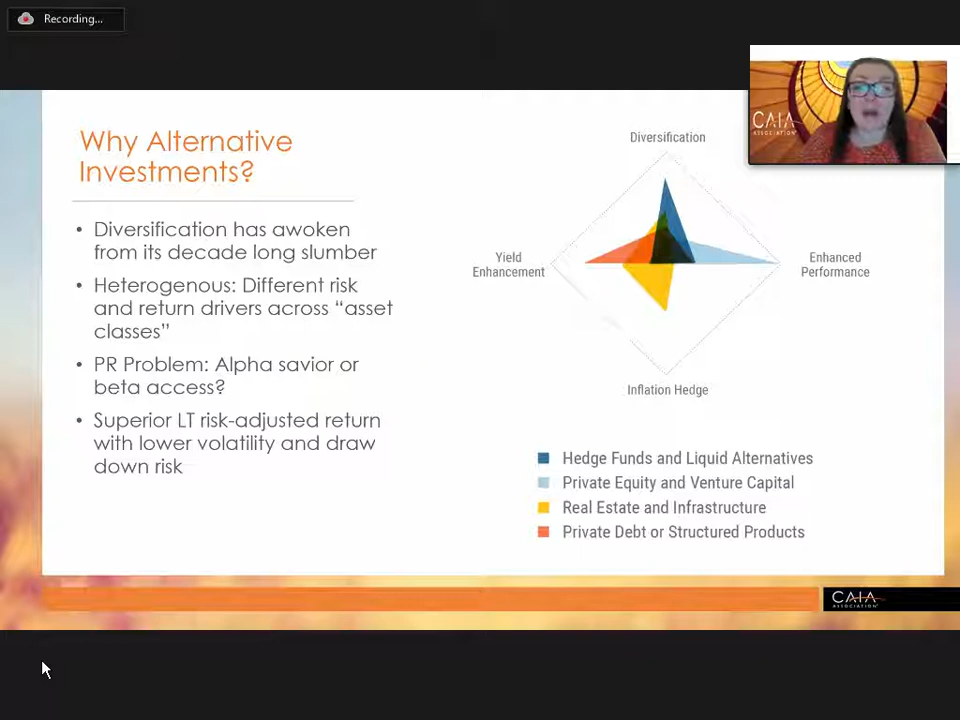 Recording...
Why Alternative
Investments?
• Diversification has awoken
from its decade long slumber
• Heterogenous: Different risk
and return drivers across “asset
classes”
• PR Problem: Alpha savior or
beta access?
• Superior LT risk-adjusted return
with lower volatility and draw
down risk
Diversification
Yield
Enhancement
Enhanced
Performance
Inflation Hedge
Hedge Funds and Liquid Alternatives
Private Equity and Venture Capital
Real Estate and Infrastructure
Private Debt or Structured Products
CAIA
ASSOCIATION
CAIA
ASSOCIATION